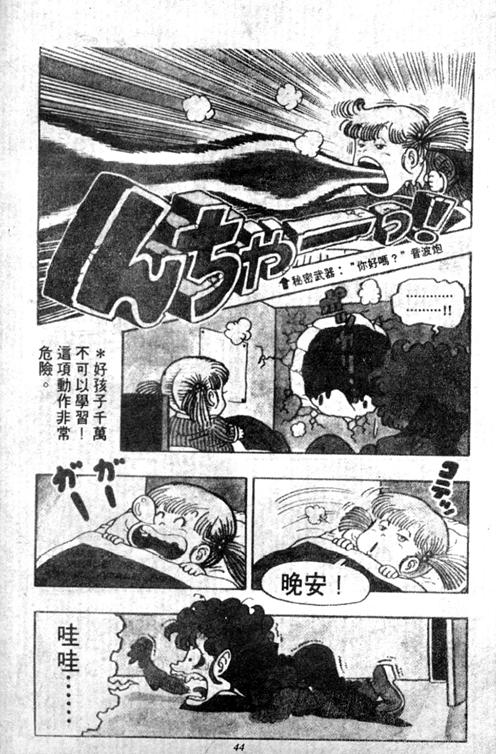 んちゃーっ!!
秘密武器:“你好嗎?”音波炮
…………
………!!
*好孩子千萬
不可以學習!
這項動作非常
危險。
コテッ
晚安!
ガー
ガー
哇
哇……
44